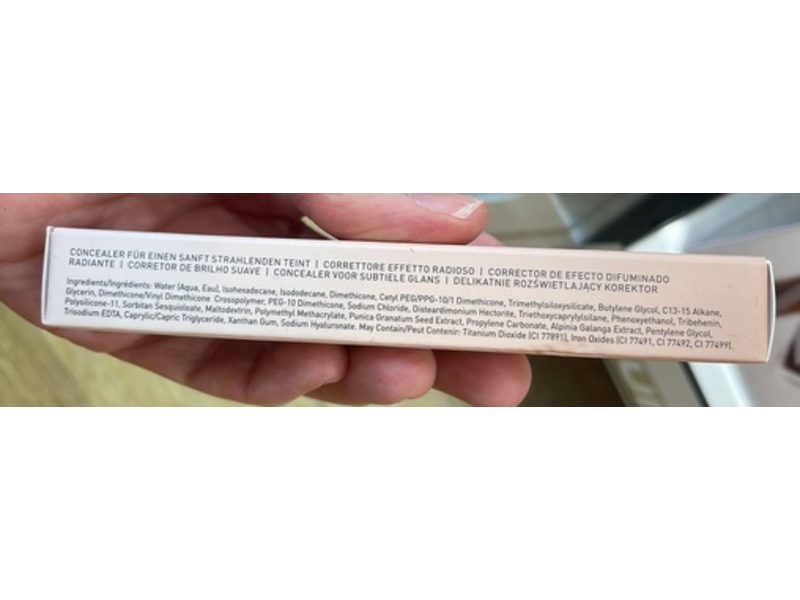 CONCEALER FÜR EINEN SANFT STRAHLENDEN TEINT | CORRETTORE EFFETTO RADIOSO | CORRECTOR DE EFECTO DIFUMINADO
RADIANTE | CORRETOR DE BRILHO SUAVE | CONCEALER VOOR SUBTIELE GLANS | DELIKATNIE ROZŚWIETLAJĄCY KOREKTOR
Ingredients/Ingrédients: Water (Aqua, Eau), Isohexadecane, Isododecane, Dimethicone, Cetyl PEG/PPG-10/1 Dimethicone, Trimethylsiloxysilicate, Butylene Glycol, C13-15 Alkane,
Glycerin, Dimethicone/Vinyl Dimethicone Crosspolymer, PEG-10 Dimethicone, Sodium Chloride, Disteardimonium Hectorite, Triethoxycaprylylsilane, Phenoxyethanol, Tribehenin,
Polysilicone-11, Sorbitan Sesquioleate, Maltodextrin, Polymethyl Methacrylate, Punica Granatum Seed Extract, Propylene Carbonate, Alpinia Galanga Extract, Pentylene Glycol,
Trisodium EDTA, Caprylic/Capric Triglyceride, Xanthan Gum, Sodium Hyaluronate. May Contain/Peut Contenir: Titanium Dioxide (CI 77891), Iron Oxides (CI 77491, CI 77492, CI 77499).